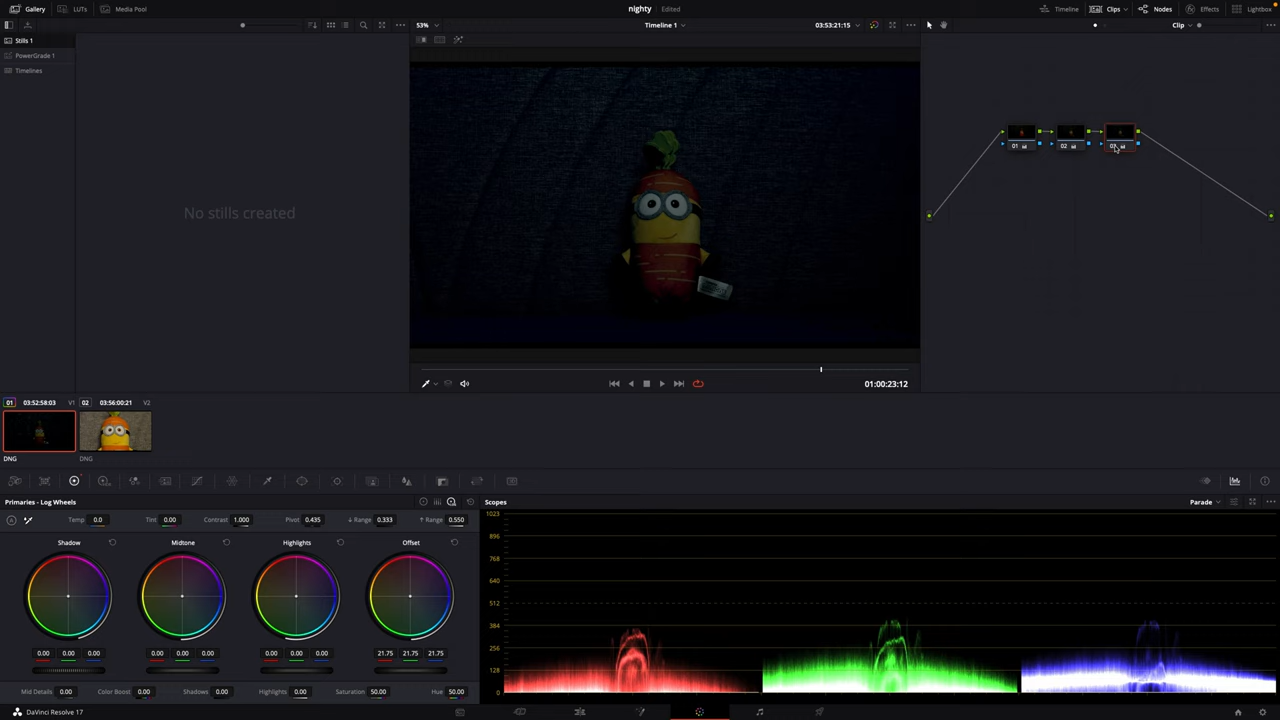 Gallery LUTs Media Pool nighty Edited Timeline Clips Nodes Effects Lightbox
53% Timeline 1 03:53:21:15 Clip
Stills 1
PowerGrade 1
Timelines
No stills created
01 02
01:00:23:12
01 03:52:58:03 V1 02 03:56:00:21 V2
DNG DNG
Primaries - Log Wheels Scopes Parade
Temp 0.0 Tint 0.00 Contrast 1.000 Pivot 0.435 ↓ Range 0.333 ↑ Range 0.550
Shadow Midtone Highlights Offset
0.00 0.00 0.00 0.00 0.00 0.00 0.00 0.00 0.00 21.75 21.75 21.75
Mid Details 0.00 Color Boost 0.00 Shadows 0.00 Highlights 0.00 Saturation 50.00 Hue 50.00
1023
896
768
640
512
384
256
128
0
DaVinci Resolve 17